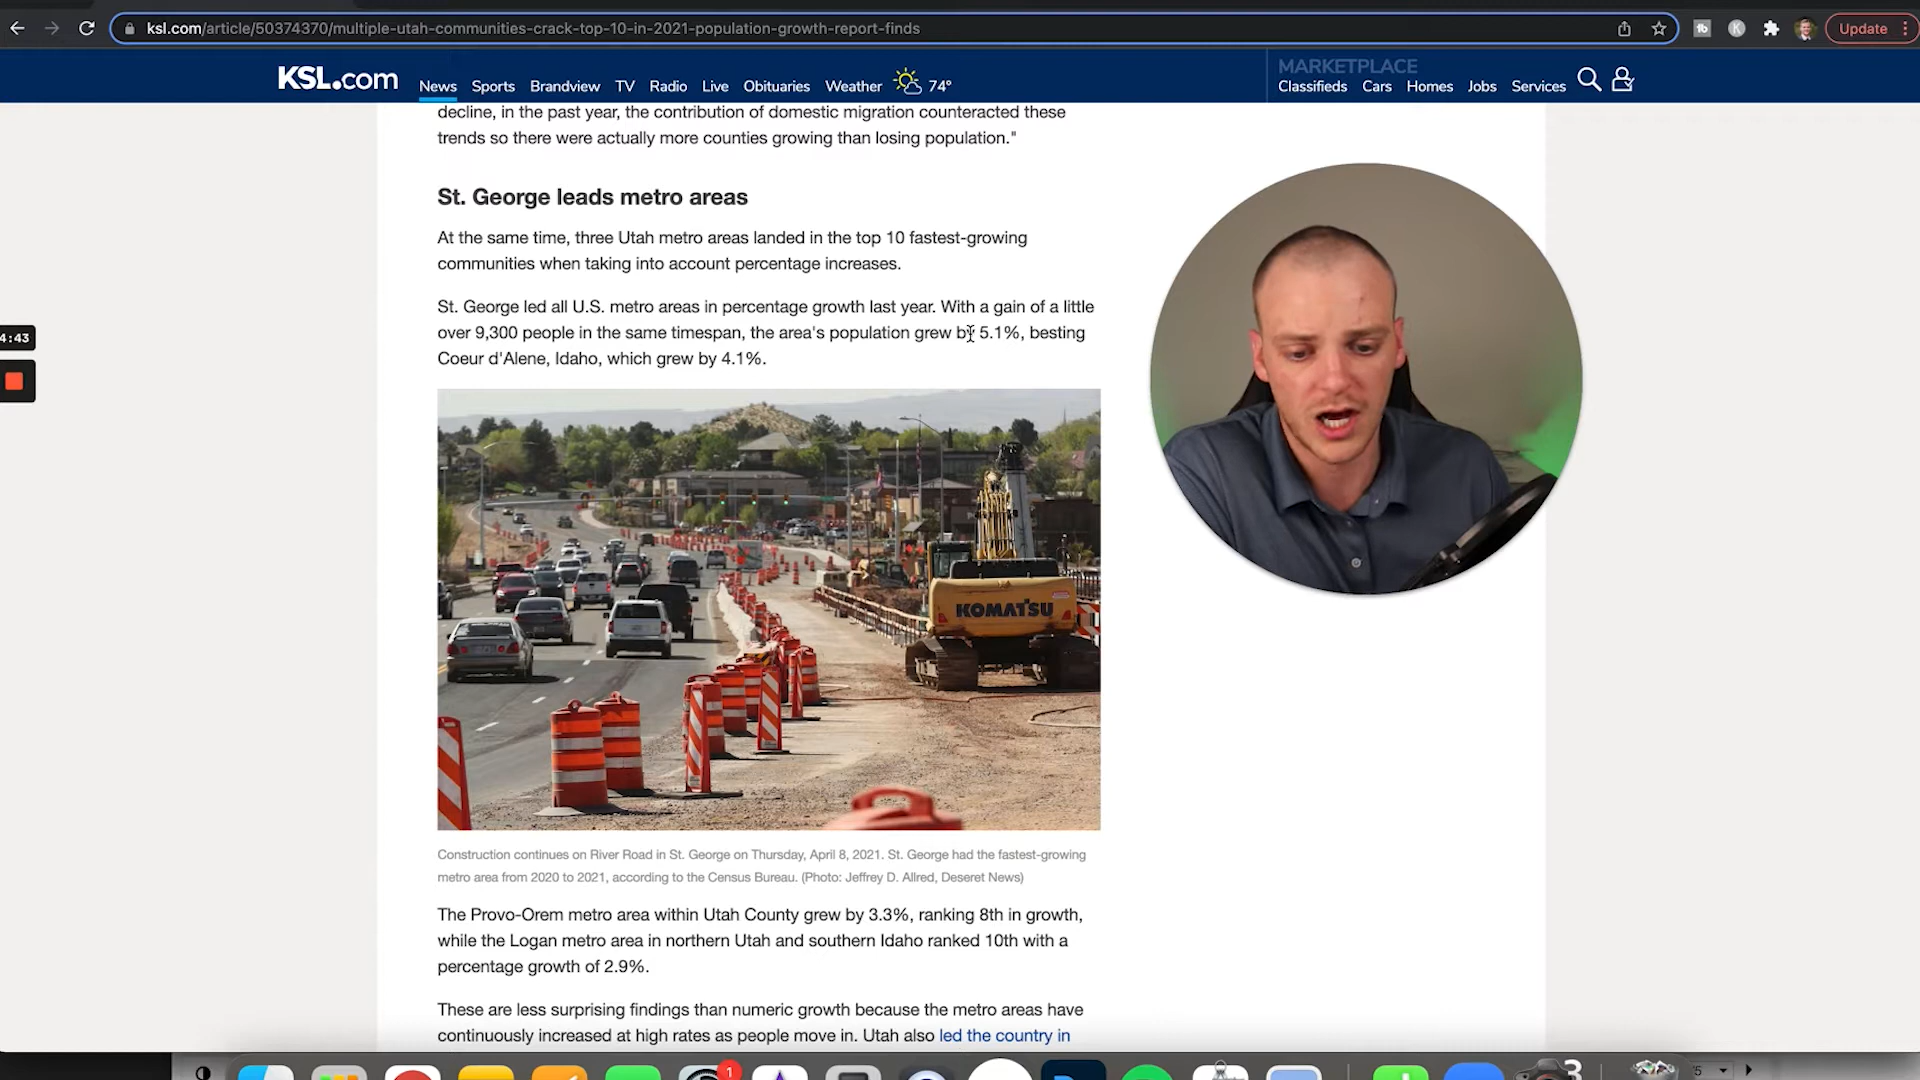 ksl.com/article/50374370/multiple-utah-communities-crack-top-10-in-2021-population-growth-report-finds
Update
KSL.com
News
Sports
Brandview
TV
Radio
Live
Obituaries
Weather
74°
MARKETPLACE
Classifieds
Cars
Homes
Jobs
Services
decline, in the past year, the contribution of domestic migration counteracted these
trends so there were actually more counties growing than losing population."
St. George leads metro areas
At the same time, three Utah metro areas landed in the top 10 fastest-growing
communities when taking into account percentage increases.
St. George led all U.S. metro areas in percentage growth last year. With a gain of a little
over 9,300 people in the same timespan, the area's population grew by 5.1%, besting
Coeur d'Alene, Idaho, which grew by 4.1%.
4:43
KOMATSU
Construction continues on River Road in St. George on Thursday, April 8, 2021. St. George had the fastest-growing
metro area from 2020 to 2021, according to the Census Bureau. (Photo: Jeffrey D. Allred, Deseret News)
The Provo-Orem metro area within Utah County grew by 3.3%, ranking 8th in growth,
while the Logan metro area in northern Utah and southern Idaho ranked 10th with a
percentage growth of 2.9%.
These are less surprising findings than numeric growth because the metro areas have
continuously increased at high rates as people move in. Utah also led the country in
1